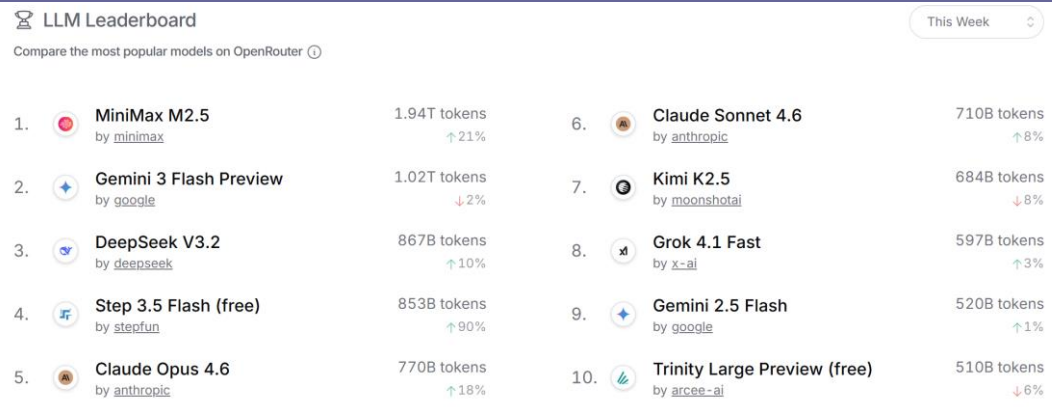 LLM Leaderboard
This Week
Compare the most popular models on OpenRouter
1.
MiniMax M2.5
1.94T tokens
by minimax
↑21%
2.
Gemini 3 Flash Preview
1.02T tokens
by google
↓2%
3.
DeepSeek V3.2
867B tokens
by deepseek
↑10%
4.
Step 3.5 Flash (free)
853B tokens
by stepfun
↑90%
5.
Claude Opus 4.6
770B tokens
by anthropic
↑18%
6.
Claude Sonnet 4.6
710B tokens
by anthropic
↑8%
7.
Kimi K2.5
684B tokens
by moonshotai
↓8%
8.
Grok 4.1 Fast
597B tokens
by x-ai
↑3%
9.
Gemini 2.5 Flash
520B tokens
by google
↑1%
10.
Trinity Large Preview (free)
510B tokens
by arcee-ai
↓6%